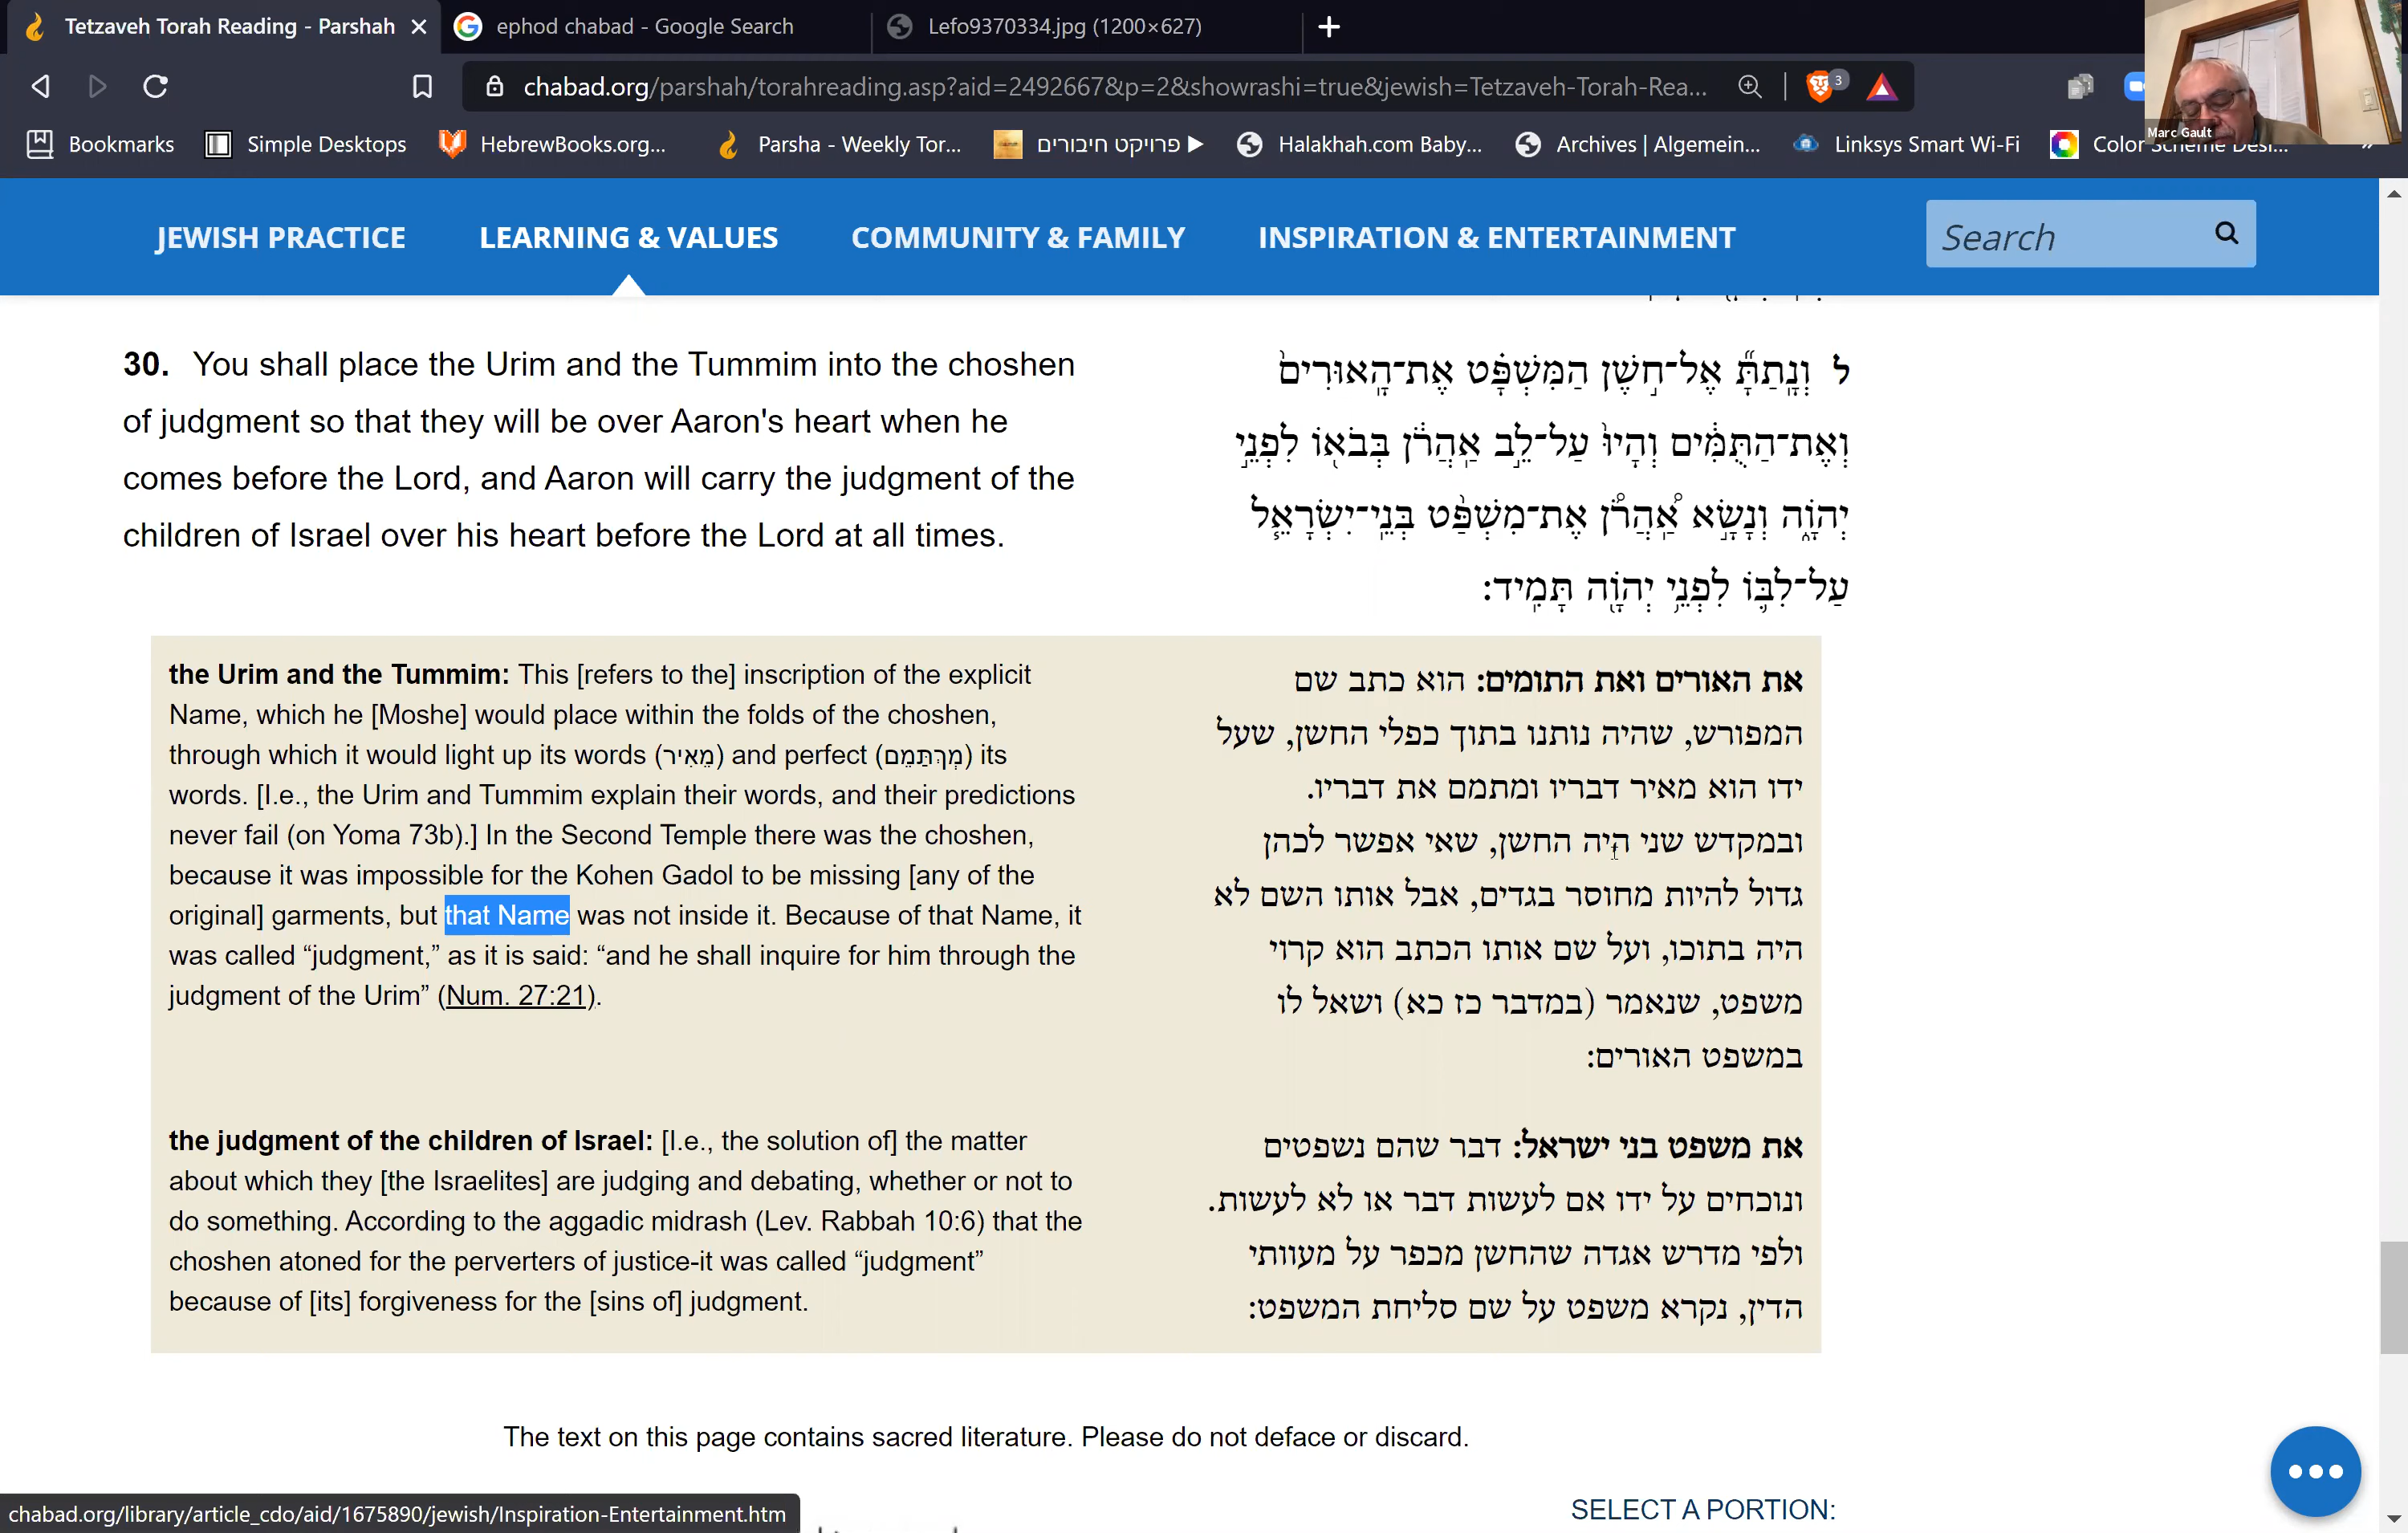 Tetzaveh Torah Reading - Parshah
ephod chabad - Google Search
Lefo9370334.jpg (1200×627)
chabad.org/parshah/torahreading.asp?aid=2492667&p=2&showrashi=true&jewish=Tetzaveh-Torah-Rea...
3
Marc Gault
Bookmarks
Simple Desktops
HebrewBooks.org...
Parsha - Weekly Tor...
פרויקט חיבורים
Halakhah.com Baby...
Archives | Algemein...
Linksys Smart Wi-Fi
Color Scheme Desi...
JEWISH PRACTICE
LEARNING & VALUES
COMMUNITY & FAMILY
INSPIRATION & ENTERTAINMENT
Search
30. You shall place the Urim and the Tummim into the choshen
of judgment so that they will be over Aaron's heart when he
comes before the Lord, and Aaron will carry the judgment of the
children of Israel over his heart before the Lord at all times.
ל וְנָֽתַתָּ֞ אֶל־חֹ֣שֶׁן הַמִּשְׁפָּ֗ט אֶת־הָֽאוּרִים֙
וְאֶת־הַתֻּמִּ֔ים וְהָיוּ֙ עַל־לֵ֣ב אַֽהֲרֹ֔ן בְּבֹא֖וֹ לִפְנֵ֣י
יְהֹוָ֑ה וְנָשָׂ֣א אַֽ֠הֲרֹ֠ן אֶת־מִשְׁפַּ֨ט בְּנֵֽי־יִשְׂרָאֵ֧ל
עַל־לִבּ֛וֹ לִפְנֵ֥י יְהֹוָ֖ה תָּמִֽיד:
the Urim and the Tummim: This [refers to the] inscription of the explicit
Name, which he [Moshe] would place within the folds of the choshen,
through which it would light up its words (מֵאִיר) and perfect (מְךְתַּמֵם) its
words. [I.e., the Urim and Tummim explain their words, and their predictions
never fail (on Yoma 73b).] In the Second Temple there was the choshen,
because it was impossible for the Kohen Gadol to be missing [any of the
original] garments, but that Name was not inside it. Because of that Name, it
was called “judgment,” as it is said: “and he shall inquire for him through the
judgment of the Urim” (Num. 27:21).
את האורים ואת התומים: הוא כתב שם
המפורש, שהיה נותנו בתוך כפלי החשן, שעל
ידו הוא מאיר דבריו ומתמם את דבריו.
ובמקדש שני היה החשן, שאי אפשר לכהן
גדול להיות מחוסר בגדים, אבל אותו השם לא
היה בתוכו, ועל שם אותו הכתב הוא קרוי
משפט, שנאמר (במדבר כז כא) ושאל לו
במשפט האורים:
the judgment of the children of Israel: [I.e., the solution of] the matter
about which they [the Israelites] are judging and debating, whether or not to
do something. According to the aggadic midrash (Lev. Rabbah 10:6) that the
choshen atoned for the perverters of justice-it was called “judgment”
because of [its] forgiveness for the [sins of] judgment.
את משפט בני ישראל: דבר שהם נשפטים
ונוכחים על ידו אם לעשות דבר או לא לעשות.
ולפי מדרש אגדה שהחשן מכפר על מעוותי
הדין, נקרא משפט על שם סליחת המשפט:
The text on this page contains sacred literature. Please do not deface or discard.
chabad.org/library/article_cdo/aid/1675890/jewish/Inspiration-Entertainment.htm
SELECT A PORTION: